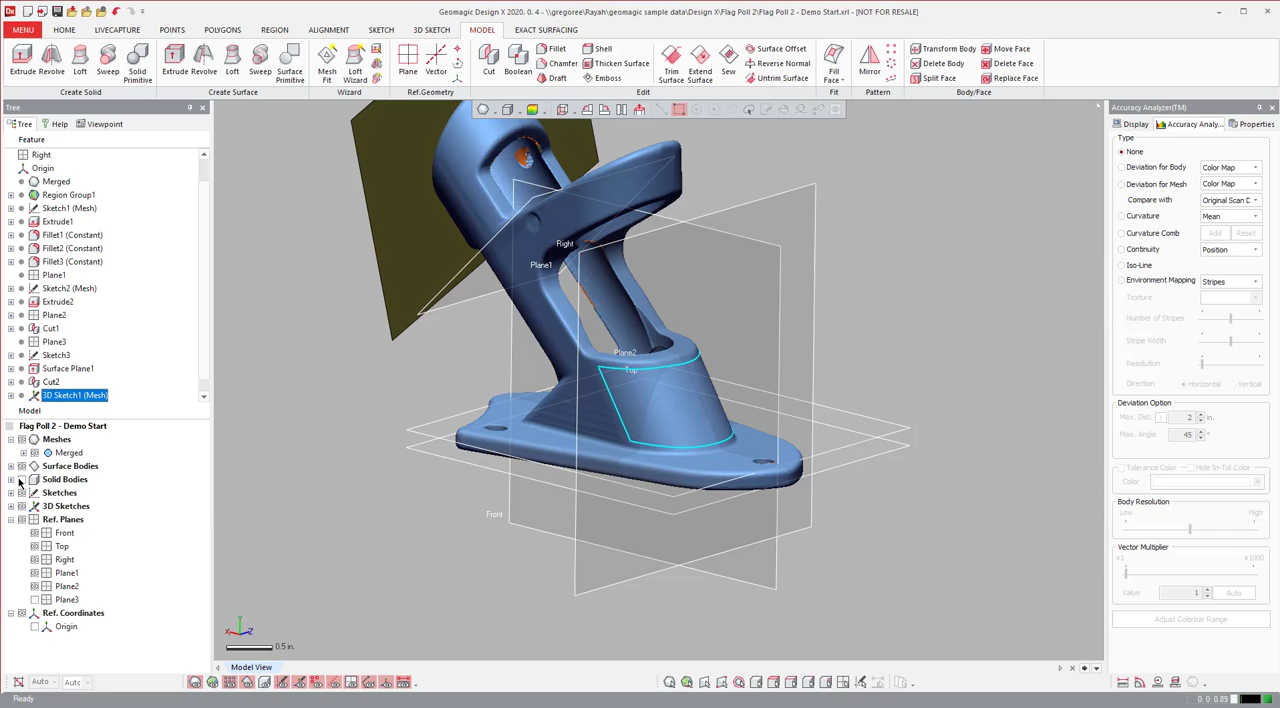 Geomagic Design X 2020. 0. 4 - \\gregoree\Rayah\geomagic sample data\Design X\Flag Poll 2\Flag Poll 2 - Demo Start.xrl - [NOT FOR RESALE]
MENU HOME LIVECAPTURE POINTS POLYGONS REGION ALIGNMENT SKETCH 3D SKETCH MODEL EXACT SURFACING
Extrude Revolve Loft Sweep Solid Primitive
Create Solid
Extrude Revolve Loft Sweep Surface Primitive
Create Surface
Mesh Fit Loft Wizard
Wizard
Plane Vector
Ref.Geometry
Cut Boolean Fillet Chamfer Draft Shell Thicken Surface Emboss Trim Surface Extend Surface Sew Surface Offset Reverse Normal Untrim Surface
Edit
Fill Face
Fit
Mirror
Pattern
Transform Body Delete Body Split Face Move Face Delete Face Replace Face
Body/Face
Tree
Tree Help Viewpoint
Feature
Right
Origin
Merged
Region Group1
Sketch1 (Mesh)
Extrude1
Fillet1 (Constant)
Fillet2 (Constant)
Fillet3 (Constant)
Plane1
Sketch2 (Mesh)
Extrude2
Plane2
Cut1
Plane3
Sketch3
Surface Plane1
Cut2
3D Sketch1 (Mesh)
Model
Flag Poll 2 - Demo Start
Meshes
Merged
Surface Bodies
Solid Bodies
Sketches
3D Sketches
Ref. Planes
Front
Top
Right
Plane1
Plane2
Plane3
Ref. Coordinates
Origin
Right
Plane1
Plane2
Top
Front
Y
X
Z
0.5 in.
Model View
Accuracy Analyzer(TM)
Display Accuracy Analy... Properties
Type
None
Deviation for Body Color Map
Deviation for Mesh Color Map
Compare with Original Scan D
Curvature Mean
Curvature Comb Add Reset
Continuity Position
Iso-Line
Environment Mapping Stripes
Texture
Number of Stripes
Stripe Width
Resolution
Direction Horizontal Vertical
Deviation Option
Max. Dist. 2 in.
Max. Angle 45 °
Tolerance Color Hide In-Tol.Color
Color
Body Resolution
Low High
Vector Multiplier
x1 x1000
Value 1 Auto
Adjust Colorbar Range
Auto Auto
Ready
0: 0: 0.89